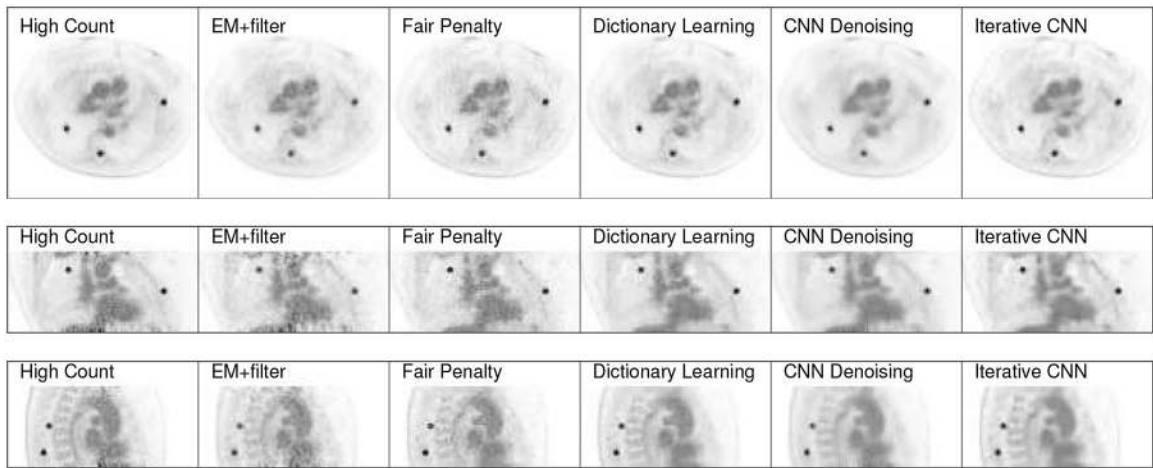 High Count EM+filter Fair Penalty Dictionary Learning CNN Denoising Iterative CNN
High Count EM+filter Fair Penalty Dictionary Learning CNN Denoising Iterative CNN
High Count EM+filter Fair Penalty Dictionary Learning CNN Denoising Iterative CNN